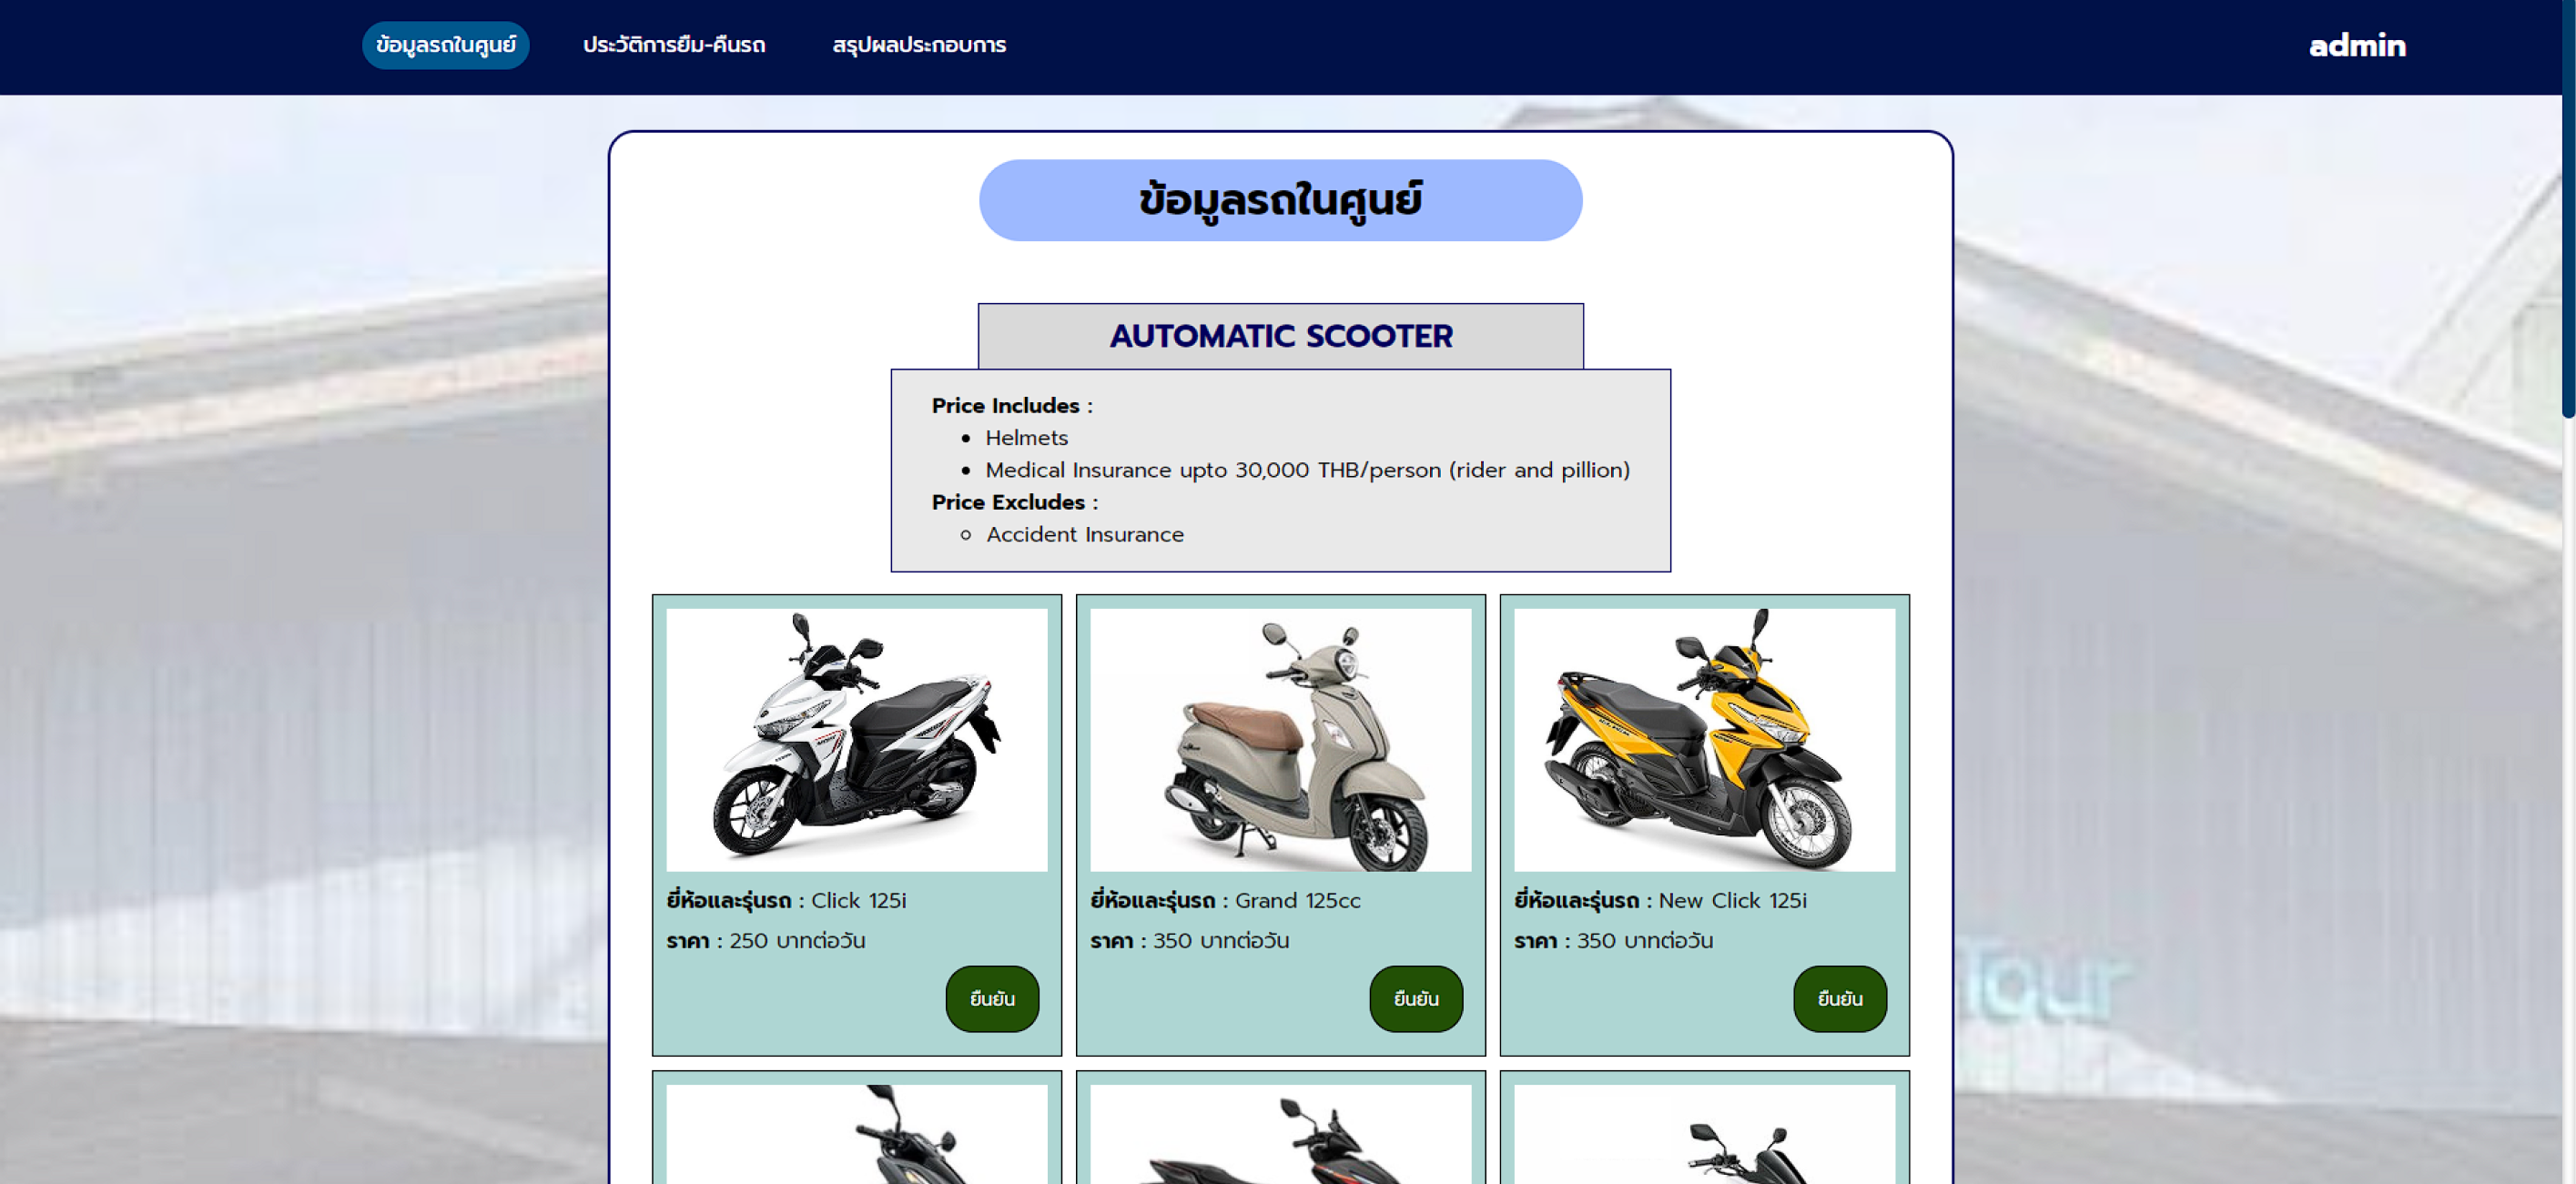 ข้อมูลรถในศูนย์
ประวัติการยืม-คืนรถ
สรุปผลประกอบการ
admin
ข้อมูลรถในศูนย์
AUTOMATIC SCOOTER
Price Includes :
Helmets
Medical Insurance upto 30,000 THB/person (rider and pillion)
Price Excludes :
Accident Insurance
ยี่ห้อและรุ่นรถ : Click 125i
ราคา : 250 บาทต่อวัน
ยืนยัน
ยี่ห้อและรุ่นรถ : Grand 125cc
ราคา : 350 บาทต่อวัน
ยืนยัน
ยี่ห้อและรุ่นรถ : New Click 125i
ราคา : 350 บาทต่อวัน
ยืนยัน
Tour